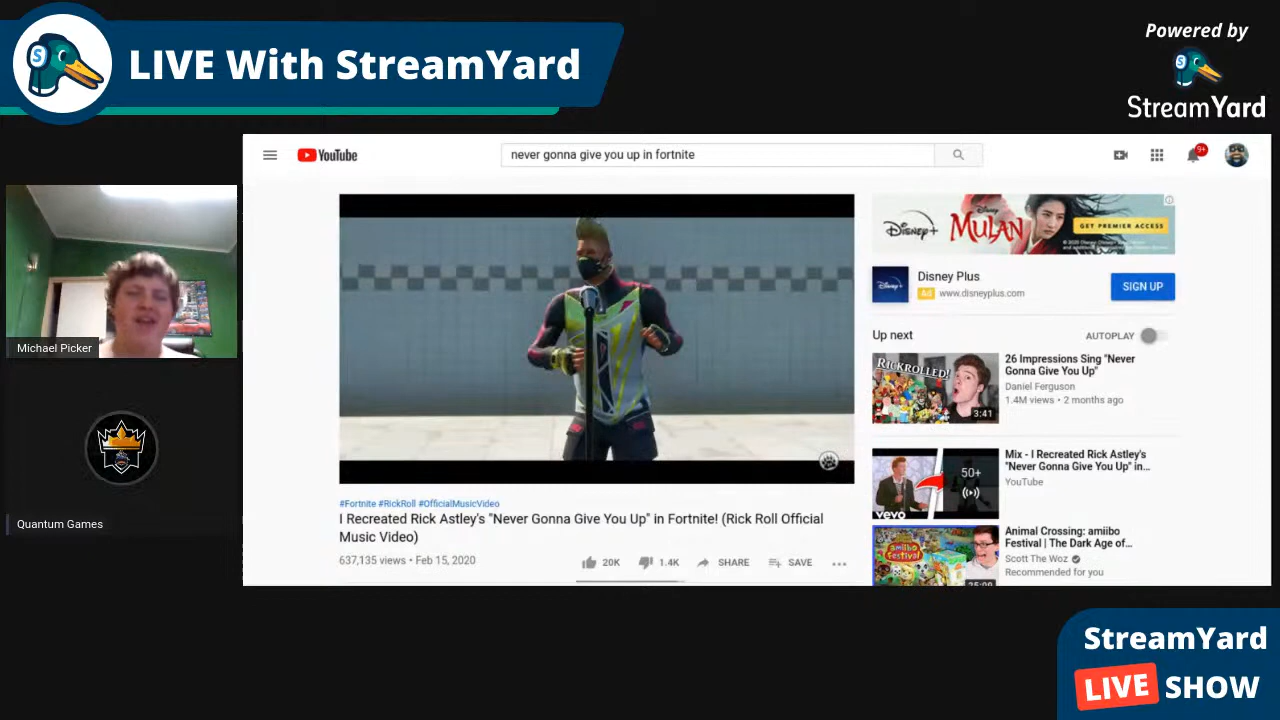 LIVE With StreamYard
Powered by
StreamYard
YouTube
never gonna give you up in fortnite
9+
Disney+
Disney
MULAN
GET PREMIER ACCESS
Michael Picker
Quantum Games
#Fortnite #RickRoll #OfficialMusicVideo
I Recreated Rick Astley's "Never Gonna Give You Up" in Fortnite! (Rick Roll Official
Music Video)
637,135 views • Feb 15, 2020
20K
1.4K
SHARE
SAVE
Disney+
Disney Plus
Ad www.disneyplus.com
SIGN UP
Up next
AUTOPLAY
RICKROLLED!
3:41
26 Impressions Sing "Never
Gonna Give You Up"
Daniel Ferguson
1.4M views • 2 months ago
50+
vevo
Mix - I Recreated Rick Astley's
"Never Gonna Give You Up" in...
YouTube
amiibo
FESTIVAL
Animal Crossing: amiibo
Festival | The Dark Age of...
Scott The Woz
Recommended for you
StreamYard
LIVE SHOW